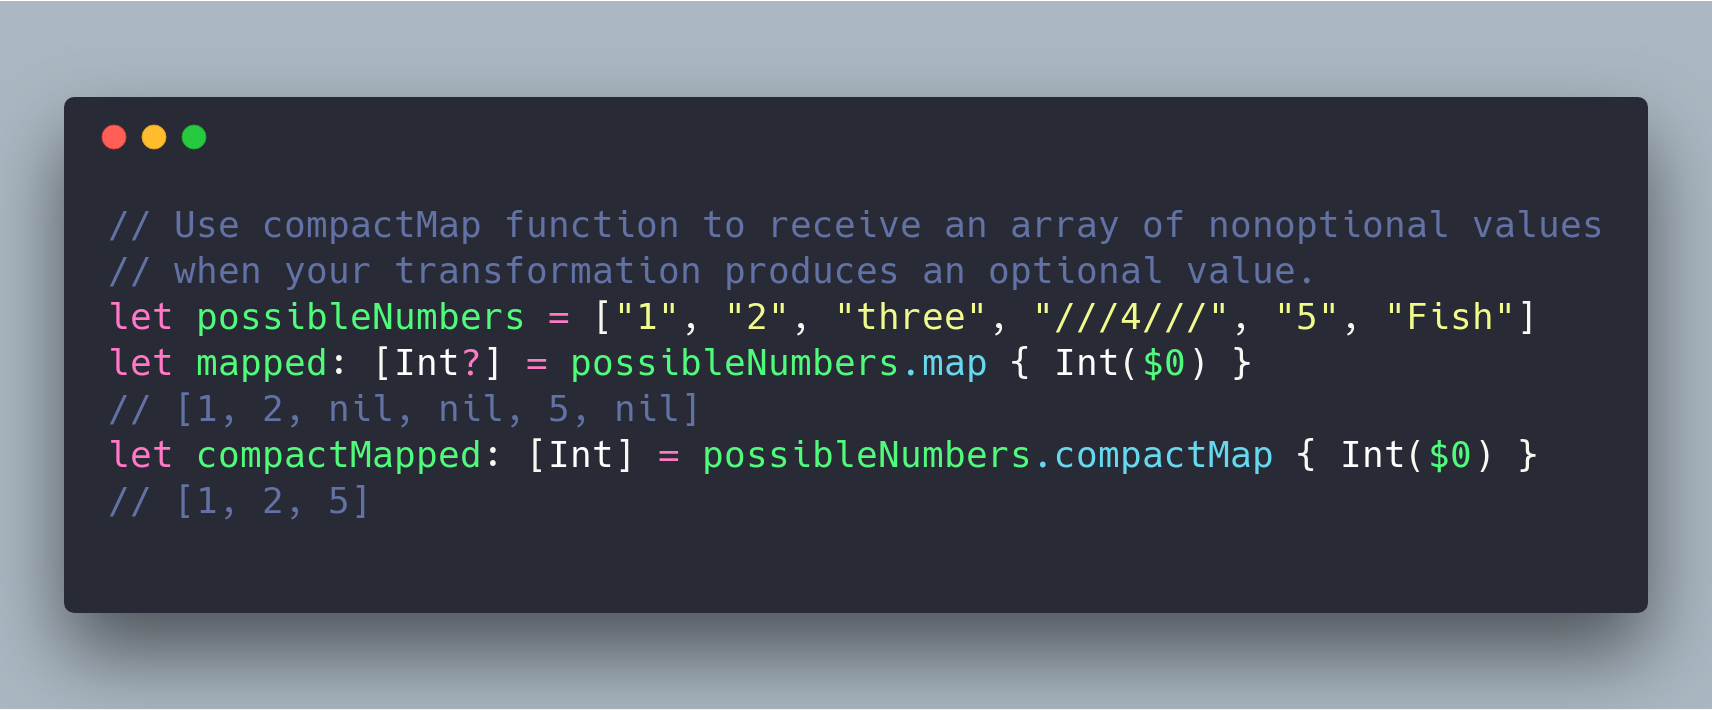 // Use compactMap function to receive an array of nonoptional values
// when your transformation produces an optional value.
let possibleNumbers = ["1", "2", "three", "///4///", "5", "Fish"]
let mapped: [Int?] = possibleNumbers.map { Int($0) }
// [1, 2, nil, nil, 5, nil]
let compactMapped: [Int] = possibleNumbers.compactMap { Int($0) }
// [1, 2, 5]